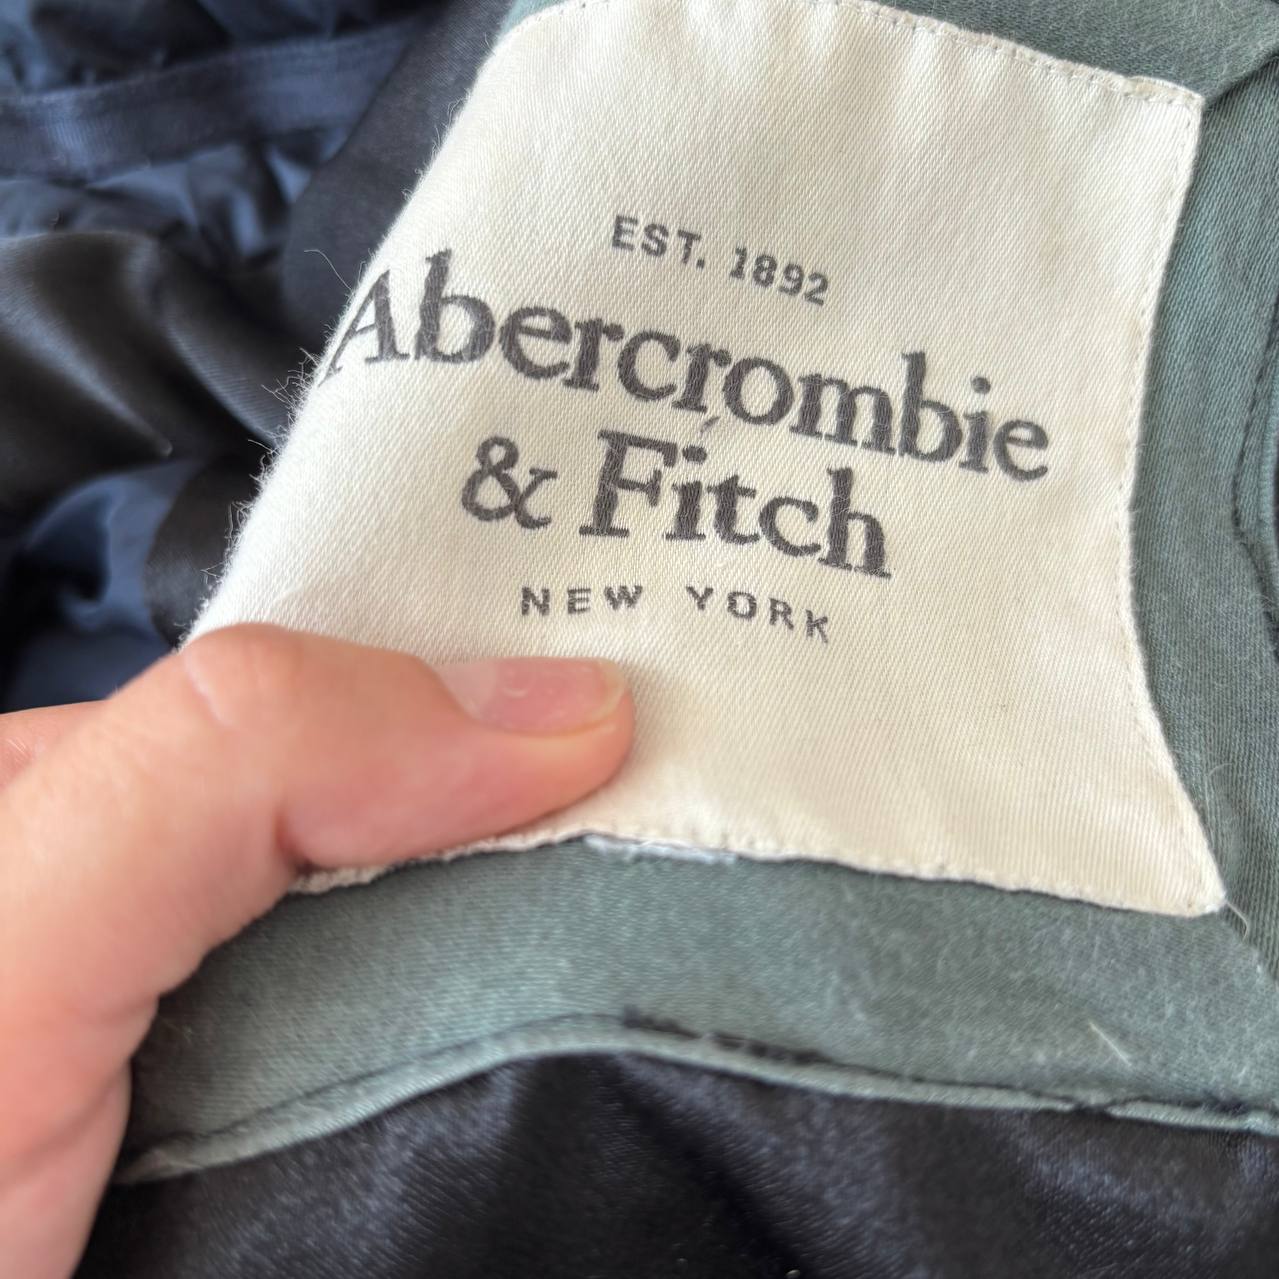 EST. 1892
Abercrombie
& Fitch
NEW YORK